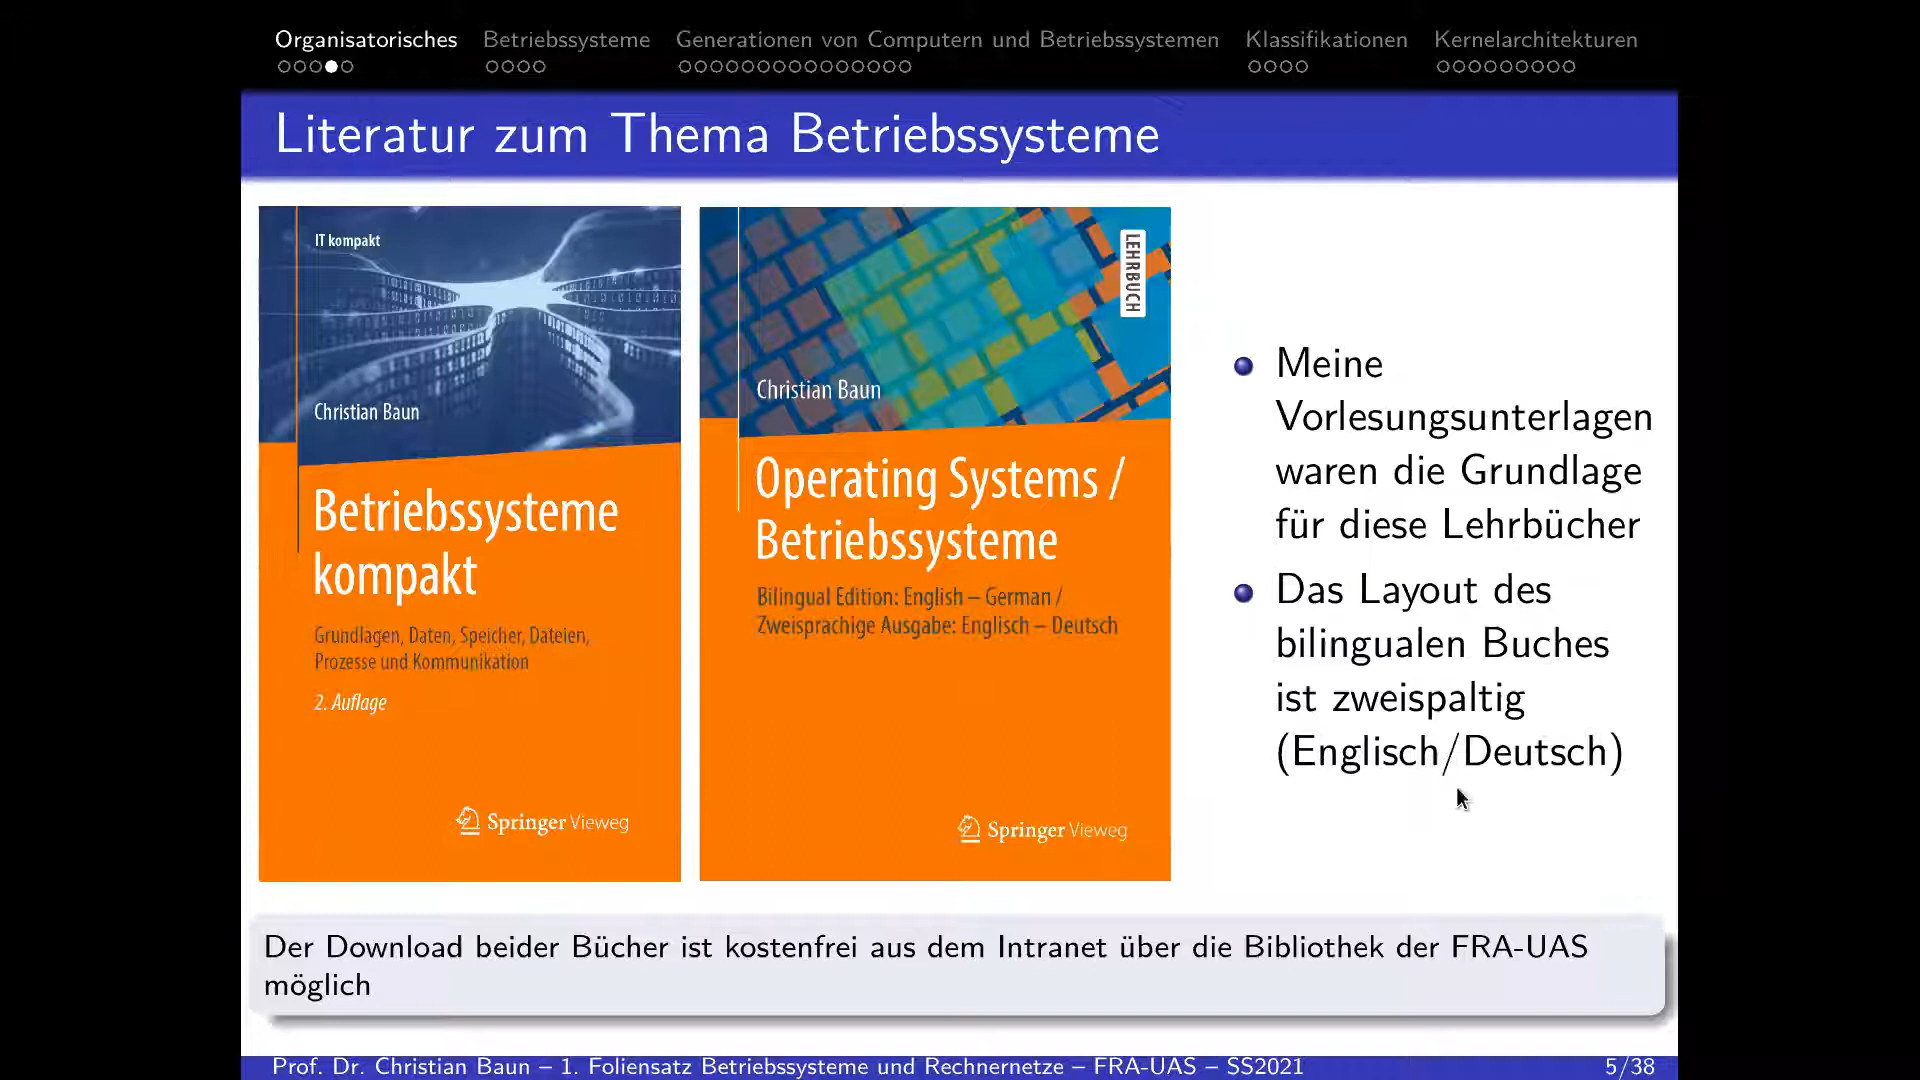 Organisatorisches Betriebssysteme Generationen von Computern und Betriebssystemen Klassifikationen Kernelarchitekturen
Literatur zum Thema Betriebssysteme
IT kompakt
Christian Baun
Betriebssysteme
kompakt
Grundlagen, Daten, Speicher, Dateien,
Prozesse und Kommunikation
2. Auflage
Springer Vieweg
LEHRBUCH
Christian Baun
Operating Systems /
Betriebssysteme
Bilingual Edition: English – German /
Zweisprachige Ausgabe: Englisch – Deutsch
Springer Vieweg
Meine
Vorlesungsunterlagen
waren die Grundlage
für diese Lehrbücher
Das Layout des
bilingualen Buches
ist zweispaltig
(Englisch/Deutsch)
Der Download beider Bücher ist kostenfrei aus dem Intranet über die Bibliothek der FRA-UAS
möglich
Prof. Dr. Christian Baun – 1. Foliensatz Betriebssysteme und Rechnernetze – FRA-UAS – SS2021 5/38